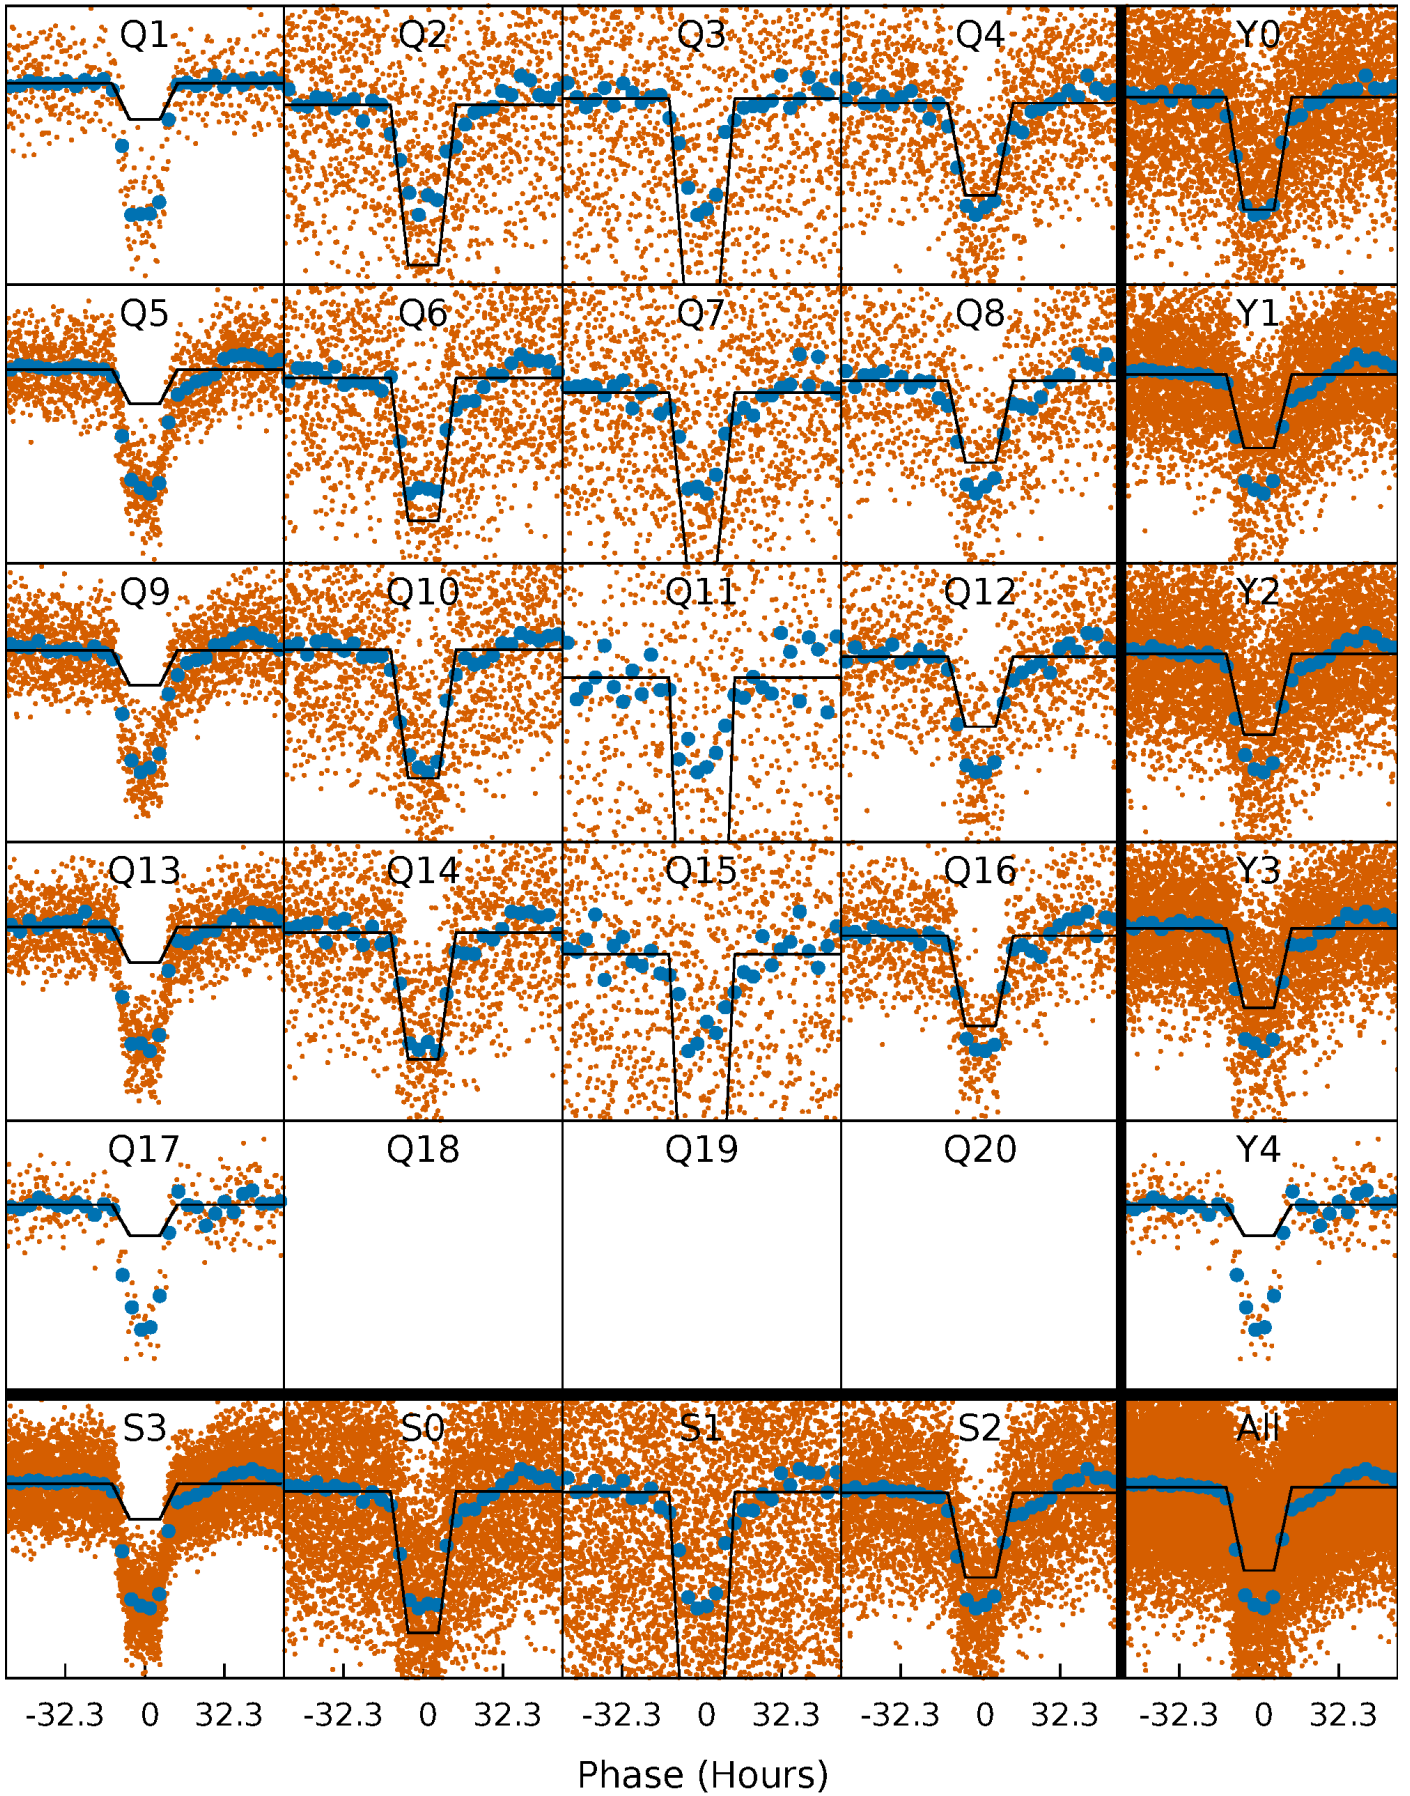 Q1 Q2 Q3 Q4 Y0
Q5 Q6 Q7 Q8 Y1
Q9 Q10 Q11 Q12 Y2
Q13 Q14 Q15 Q16 Y3
Q17 Q18 Q19 Q20 Y4
S3 S0 S1 S2 All
-32.3 0 32.3 -32.3 0 32.3 -32.3 0 32.3 -32.3 0 32.3 -32.3 0 32.3
Phase (Hours)